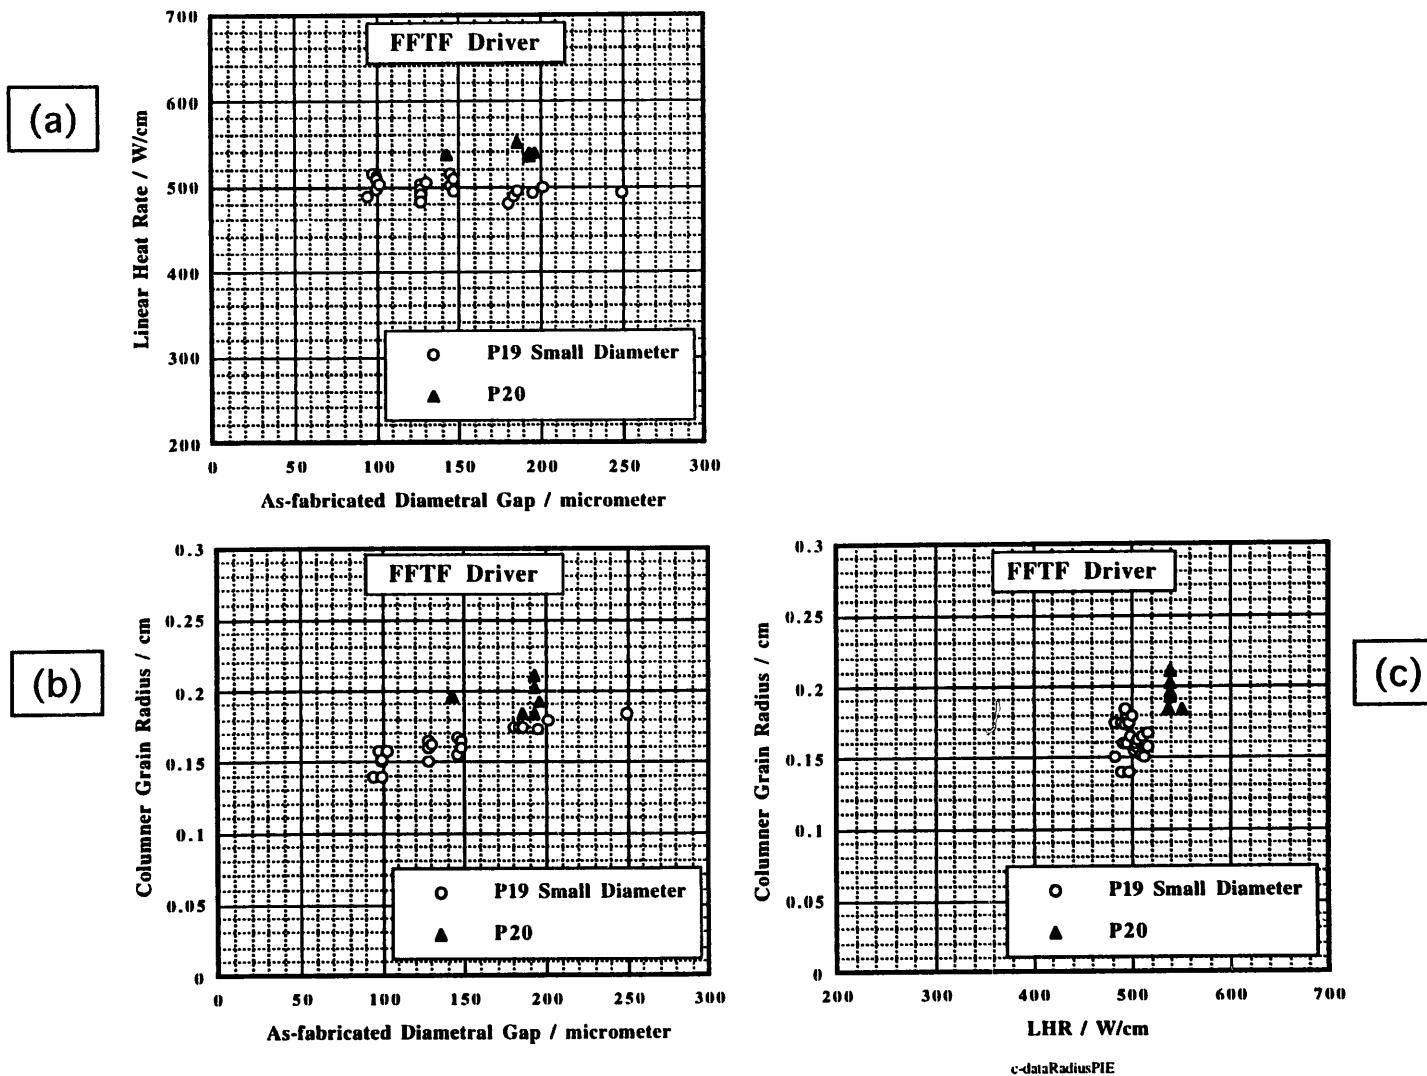 (a)
700
600
500
400
300
200
Linear Heat Rate / W/cm
FFTF Driver
P19 Small Diameter
P20
0 50 100 150 200 250 300
As-fabricated Diametral Gap / micrometer
(b)
0.3
0.25
0.2
0.15
0.1
0.05
0
Columner Grain Radius / cm
FFTF Driver
P19 Small Diameter
P20
0 50 100 150 200 250 300
As-fabricated Diametral Gap / micrometer
(c)
0.3
0.25
0.2
0.15
0.1
0.05
0
Columner Grain Radius / cm
FFTF Driver
P19 Small Diameter
P20
200 300 400 500 600 700
LHR / W/cm
c-dataRadiusPIE